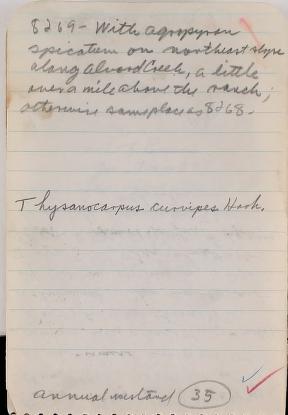 8269- With agropyron
spicatum on northeast slope
along Alvord Creek, a little
over a mile above the ranch;
otherwise same place as 8268.
Thysanocarpus curvipes Hook.
annual mustard 35